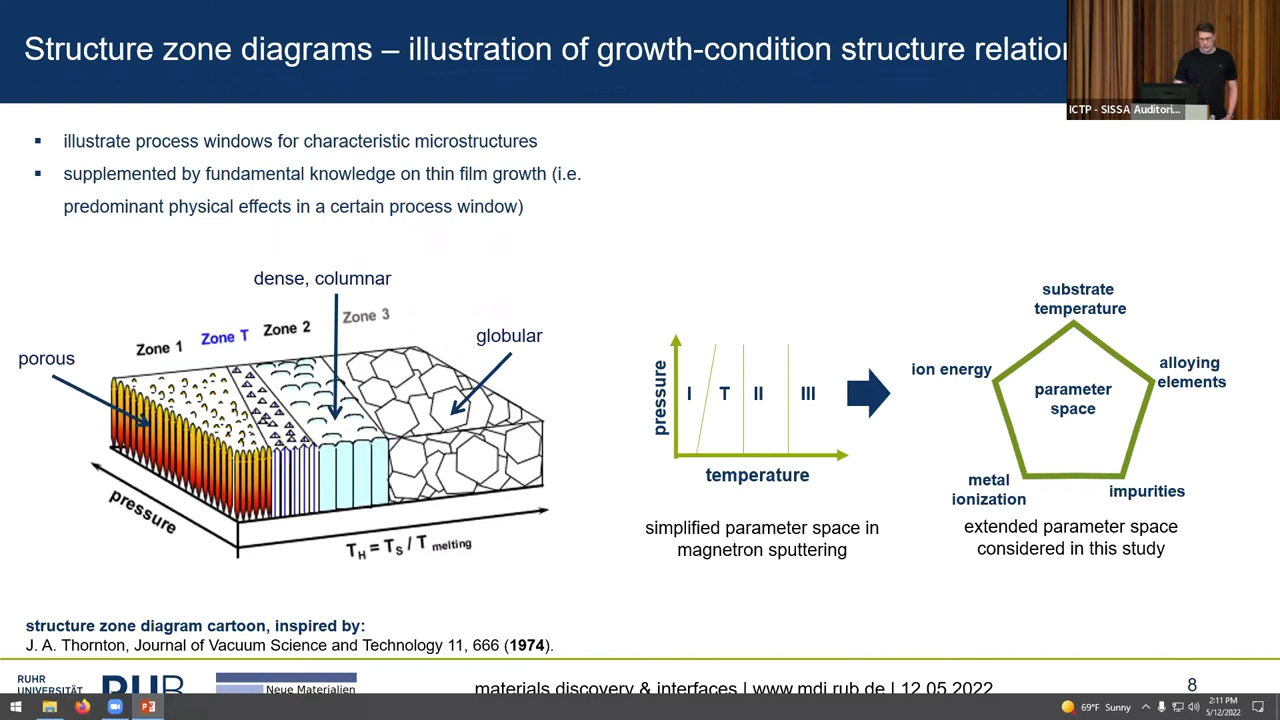 Structure zone diagrams – illustration of growth-condition structure relation
ICTP - SISSA Auditori...
▪ illustrate process windows for characteristic microstructures
▪ supplemented by fundamental knowledge on thin film growth (i.e.
predominant physical effects in a certain process window)
dense, columnar
porous
globular
Zone 1
Zone T
Zone 2
Zone 3
pressure
T_H = T_S / T_melting
pressure
I T II III
temperature
simplified parameter space in
magnetron sputtering
substrate
temperature
ion energy
alloying
elements
parameter
space
metal
ionization
impurities
extended parameter space
considered in this study
structure zone diagram cartoon, inspired by:
J. A. Thornton, Journal of Vacuum Science and Technology 11, 666 (1974).
RUHR
UNIVERSITÄT
RUB
Neue Materialien
materials discovery & interfaces | www.mdi.rub.de | 12.05.2022
8
69°F Sunny
2:11 PM
5/12/2022